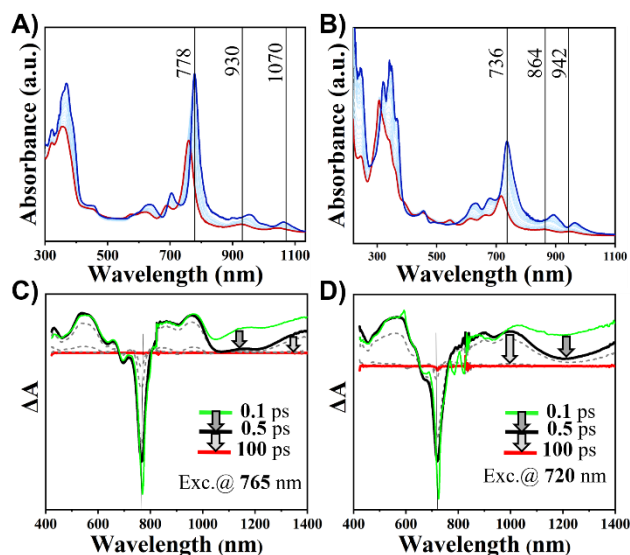 A)
778
930
1070
Absorbance (a.u.)
300 500 700 900 1100
Wavelength (nm)
B)
736
864
942
Absorbance (a.u.)
300 500 700 900 1100
Wavelength (nm)
C)
ΔA
0.1 ps
0.5 ps
100 ps
Exc.@ 765 nm
400 600 800 1000 1200 1400
Wavelength (nm)
D)
ΔA
0.1 ps
0.5 ps
100 ps
Exc.@ 720 nm
400 600 800 1000 1200 1400
Wavelength (nm)